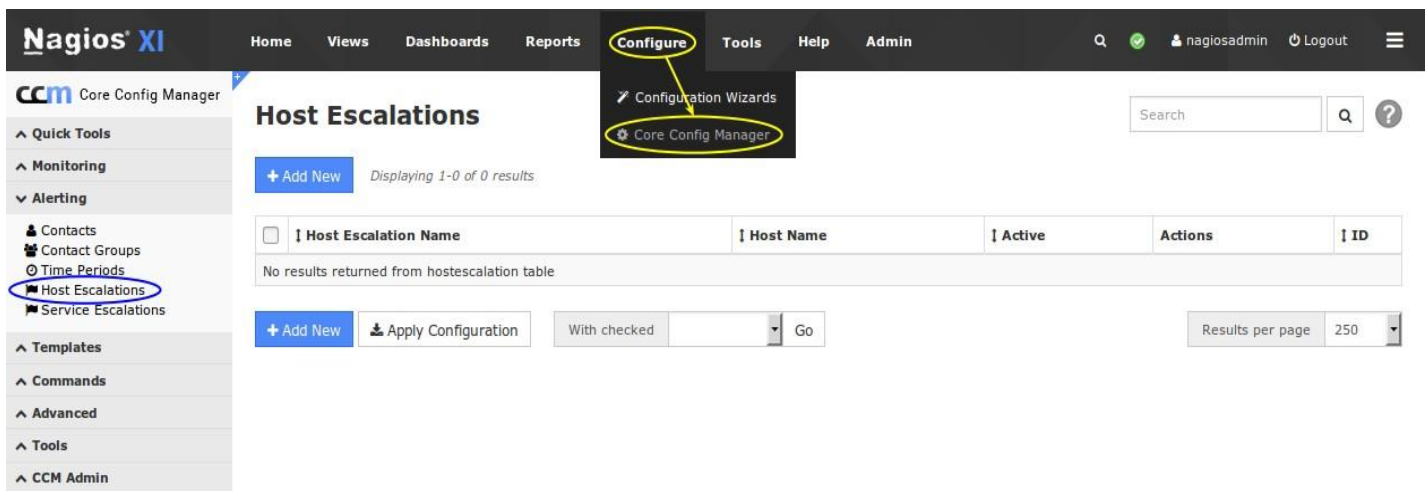 Nagios® XI
Home Views Dashboards Reports Configure Tools Help Admin nagiosadmin Logout
Configuration Wizards
Core Config Manager
ccm Core Config Manager
Quick Tools
Monitoring
Alerting
Contacts
Contact Groups
Time Periods
Host Escalations
Service Escalations
Templates
Commands
Advanced
Tools
CCM Admin
Host Escalations
Search
+ Add New Displaying 1-0 of 0 results
Host Escalation Name Host Name Active Actions ID
No results returned from hostescalation table
+ Add New Apply Configuration With checked Go Results per page 250